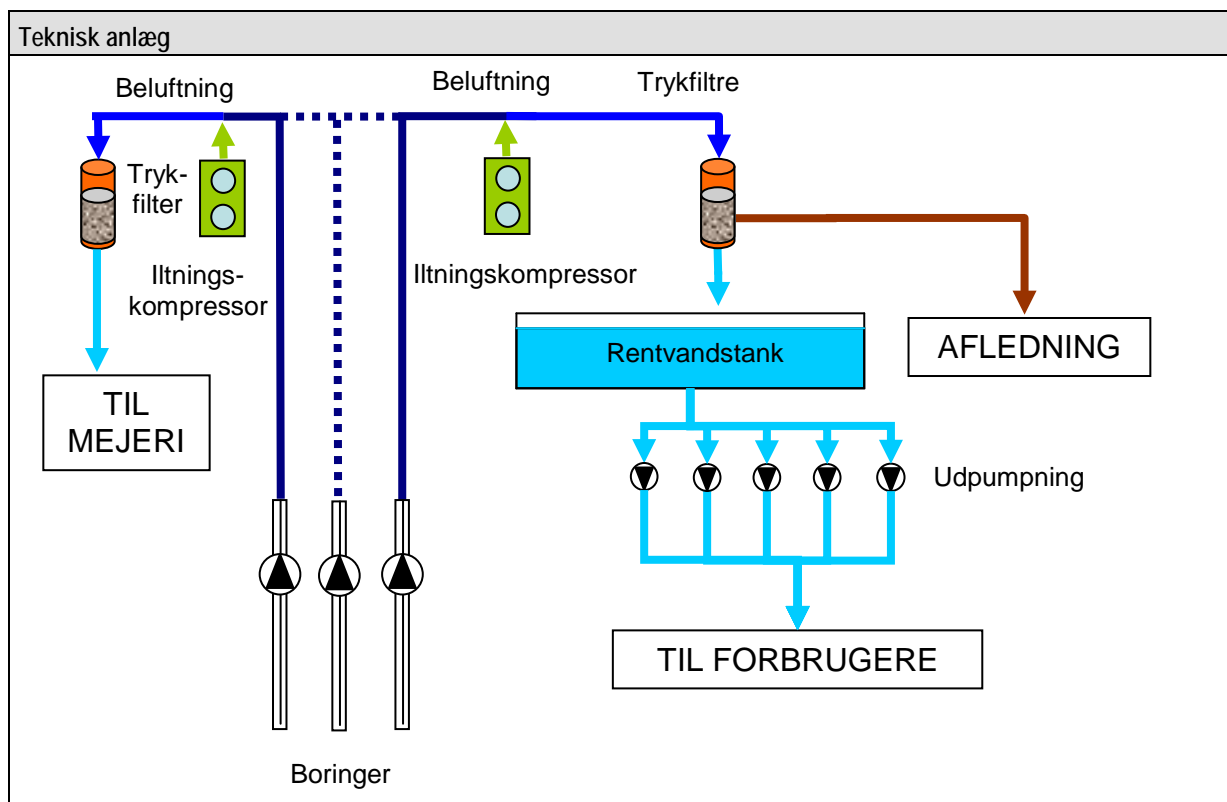 Teknisk anlæg
Beluftning
Beluftning
Trykfiltre
Tryk-
filter
Iltnings-
kompressor
Iltningskompressor
Rentvandstank
AFLEDNING
TIL
MEJERI
Udpumpning
TIL FORBRUGERE
Boringer